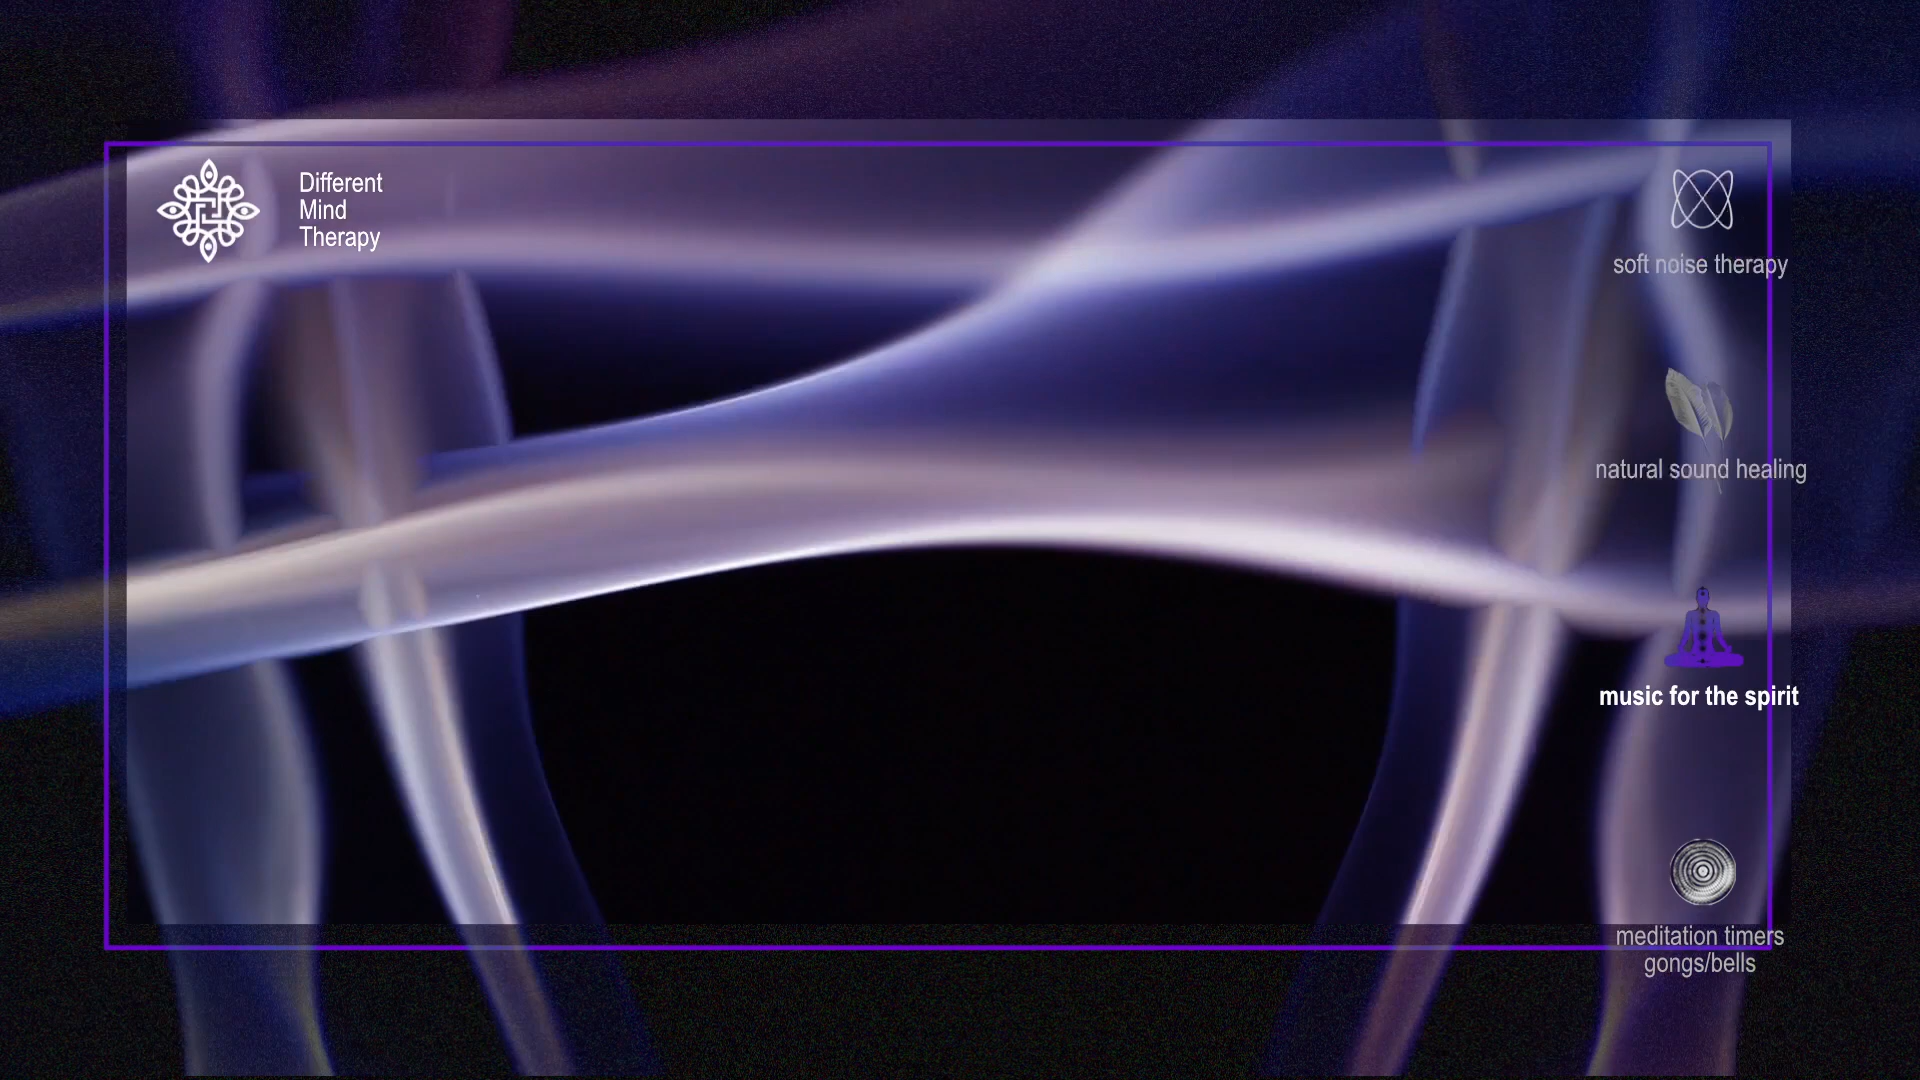 Different
Mind
Therapy
soft noise therapy
natural sound healing
music for the spirit
meditation timers
gongs/bells